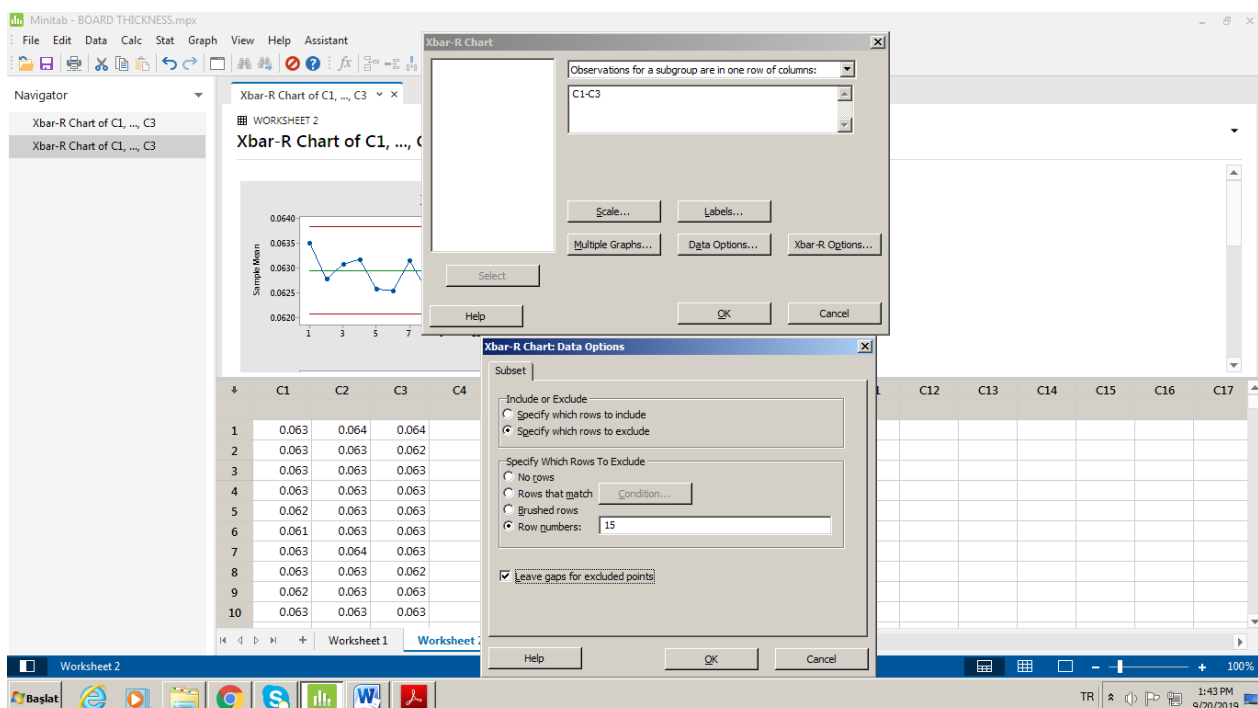 Minitab - BOARD THICKNESS.mpx
File Edit Data Calc Stat Graph View Help Assistant
Navigator
Xbar-R Chart of C1, ..., C3
Xbar-R Chart of C1, ..., C3
Xbar-R Chart of C1, ..., C3
WORKSHEET 2
Xbar-R Chart of C1, ...,
Sample Mean
0.0640
0.0635
0.0630
0.0625
0.0620
1 3 5 7
Xbar-R Chart
Observations for a subgroup are in one row of columns:
C1-C3
Scale... Labels...
Multiple Graphs... Data Options... Xbar-R Options...
Select
Help OK Cancel
Xbar-R Chart: Data Options
Subset
Include or Exclude
Specify which rows to include
Specify which rows to exclude
Specify Which Rows To Exclude
No rows
Rows that match Condition...
Brushed rows
Row numbers: 15
Leave gaps for excluded points
Help OK Cancel
C1 C2 C3 C4 C12 C13 C14 C15 C16 C17
1 0.063 0.064 0.064
2 0.063 0.063 0.062
3 0.063 0.063 0.063
4 0.063 0.063 0.063
5 0.062 0.063 0.063
6 0.061 0.063 0.063
7 0.063 0.064 0.063
8 0.063 0.063 0.062
9 0.062 0.063 0.063
10 0.063 0.063 0.063
Worksheet 1 Worksheet 2
Worksheet 2
100%
Başlat
TR
1:43 PM
9/20/2019